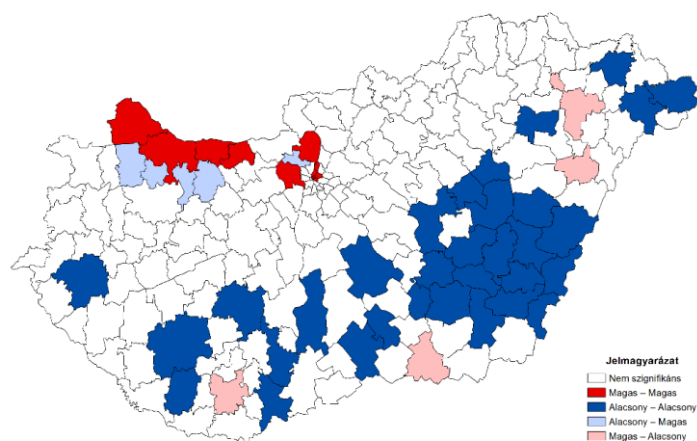 Jelmagyarázat
Nem szignifikáns
Magas – Magas
Alacsony – Alacsony
Alacsony – Magas
Magas – Alacsony